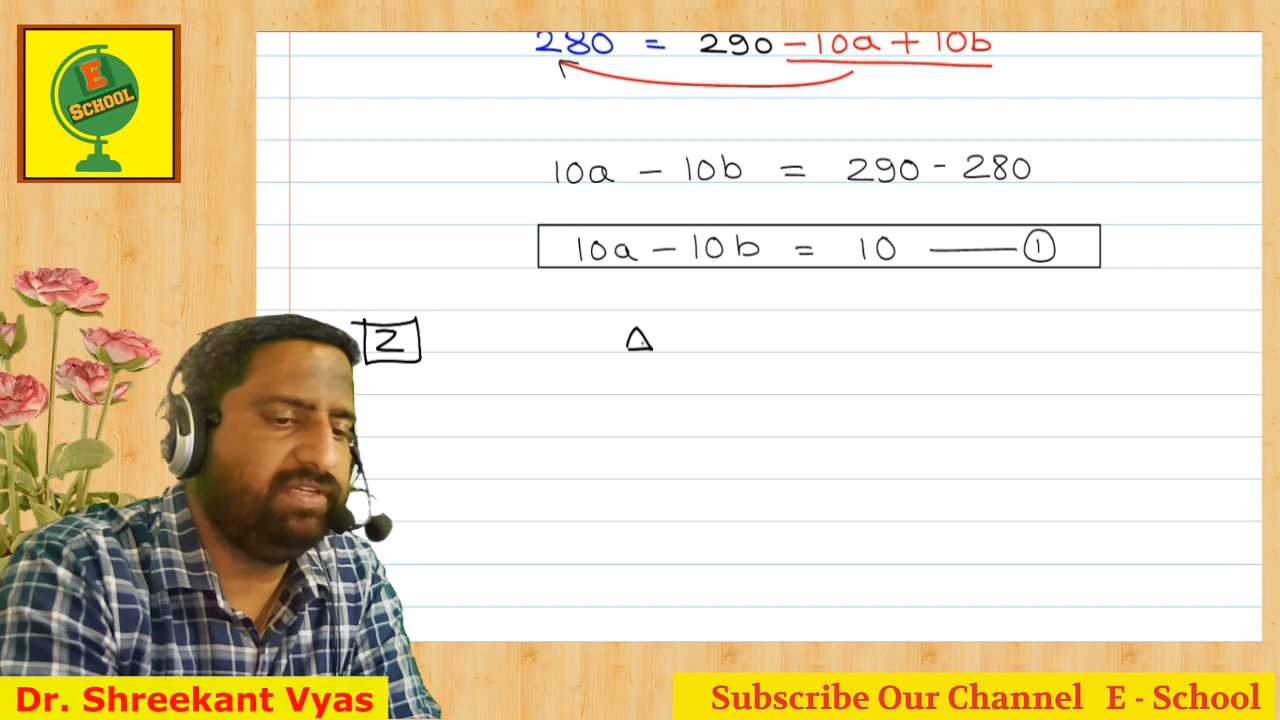 E
SCHOOL
280 = 290 - 10a + 10b
10a - 10b = 290 - 280
10a - 10b = 10 —— ①
2 Δ
Dr. Shreekant Vyas
Subscribe Our Channel E - School